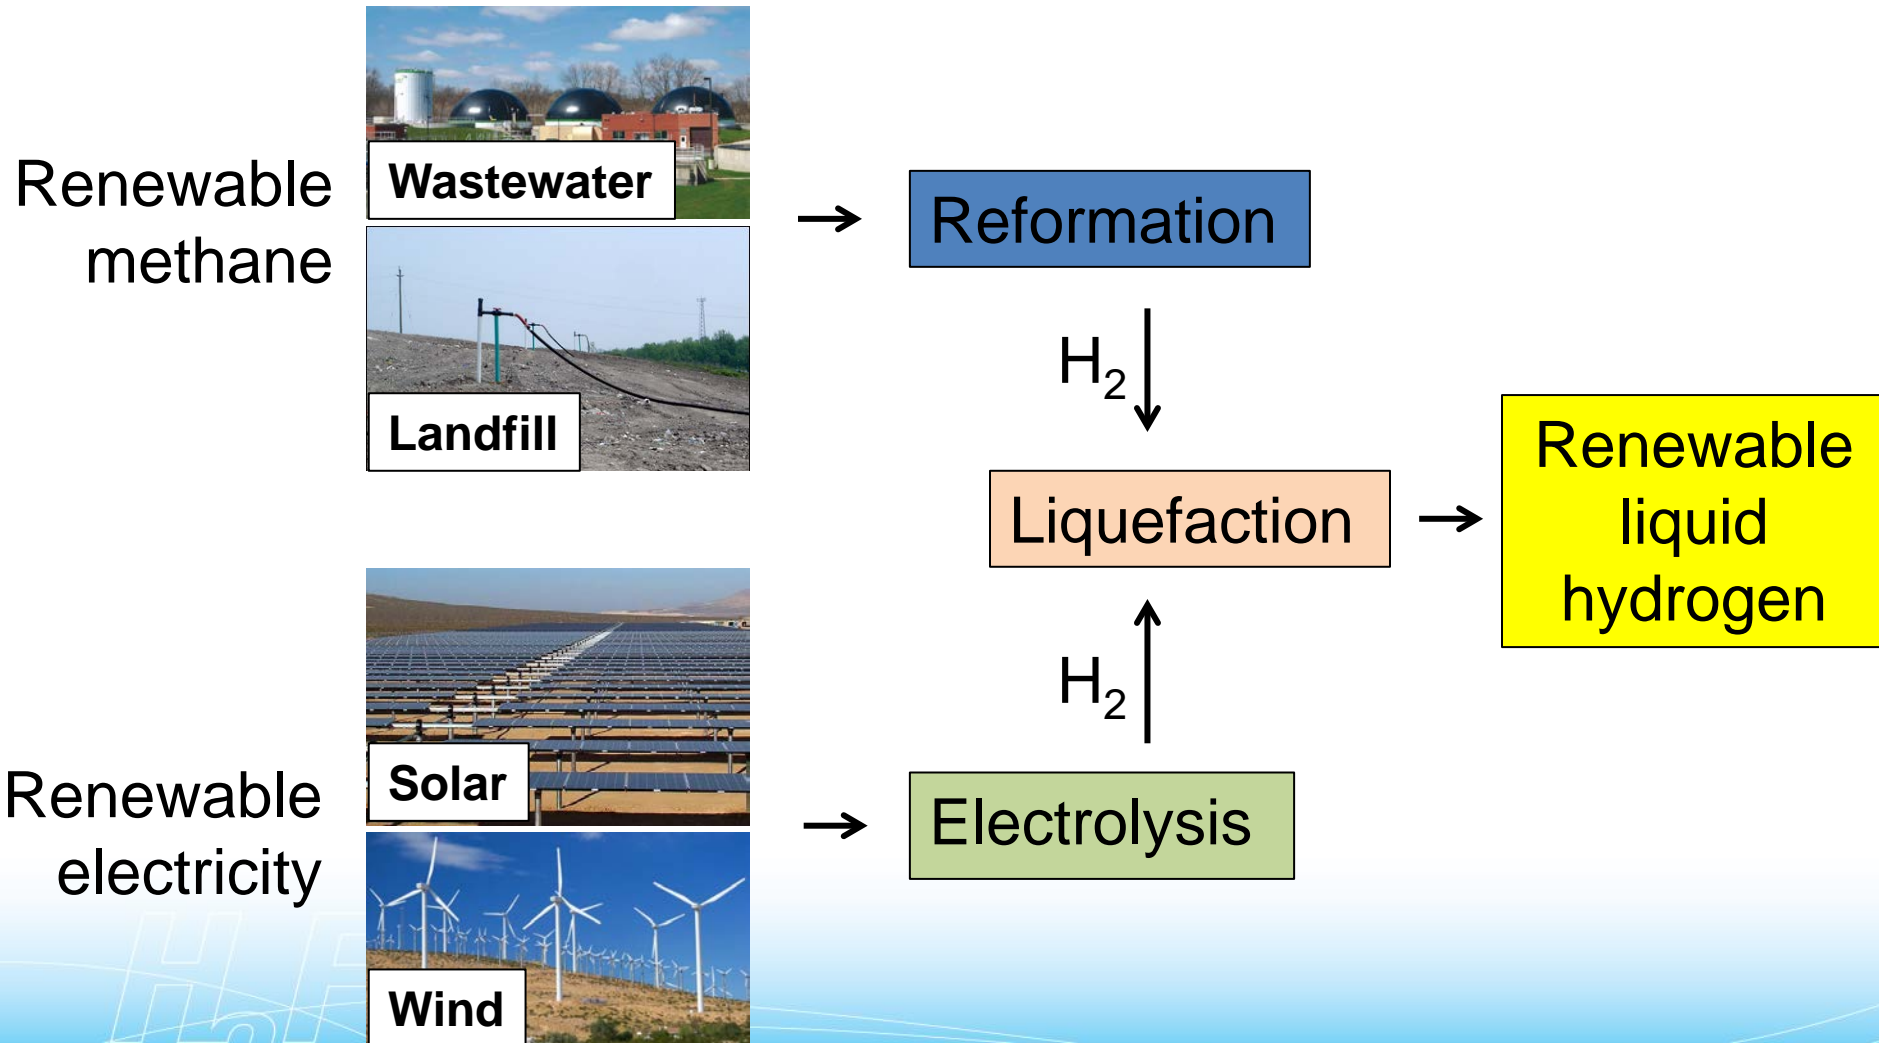 Renewable
methane
Wastewater
Landfill
Reformation
H₂
Liquefaction
Renewable
liquid
hydrogen
H₂
Renewable
electricity
Solar
Wind
Electrolysis